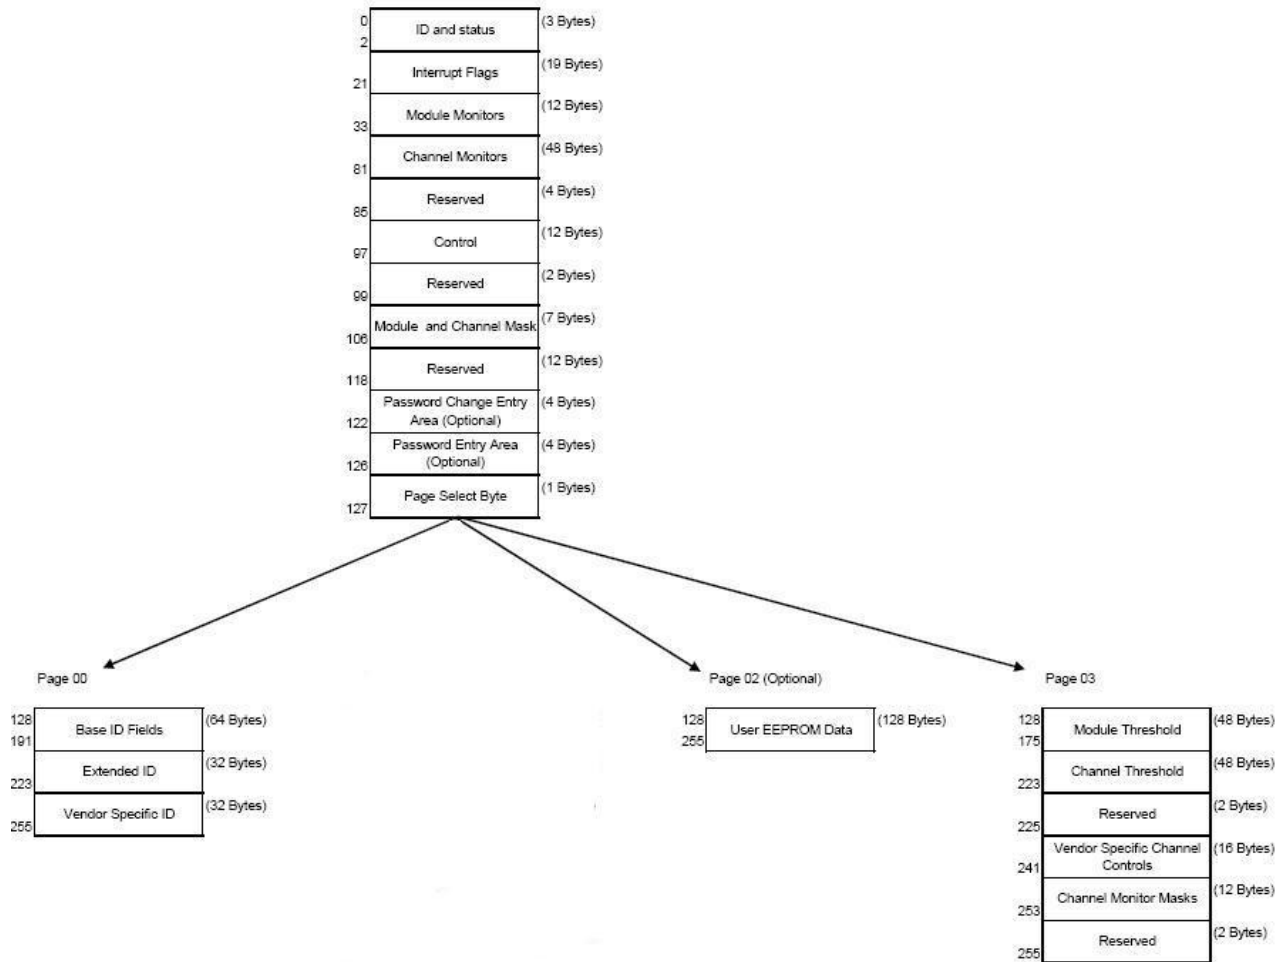 0
ID and status
(3 Bytes)
2
Interrupt Flags
(19 Bytes)
21
Module Monitors
(12 Bytes)
33
Channel Monitors
(48 Bytes)
81
Reserved
(4 Bytes)
85
Control
(12 Bytes)
97
Reserved
(2 Bytes)
99
Module and Channel Mask
(7 Bytes)
106
Reserved
(12 Bytes)
118
Password Change Entry
Area (Optional)
(4 Bytes)
122
Password Entry Area
(Optional)
(4 Bytes)
126
Page Select Byte
(1 Bytes)
127
Page 00
128
Base ID Fields
(64 Bytes)
191
Extended ID
(32 Bytes)
223
Vendor Specific ID
(32 Bytes)
255
Page 02 (Optional)
128
User EEPROM Data
(128 Bytes)
255
Page 03
128
Module Threshold
(48 Bytes)
175
Channel Threshold
(48 Bytes)
223
Reserved
(2 Bytes)
225
Vendor Specific Channel
Controls
(16 Bytes)
241
Channel Monitor Masks
(12 Bytes)
253
Reserved
(2 Bytes)
255